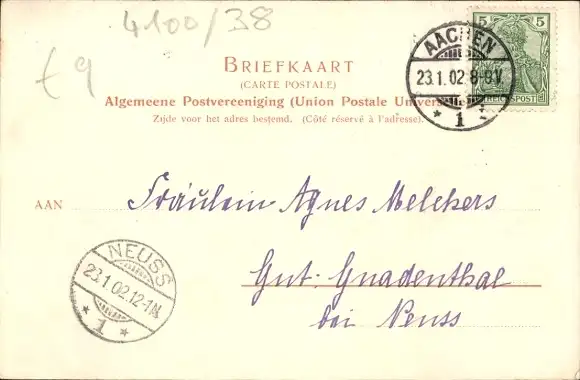 4100/38
£9
BRIEFKAART
(CARTE POSTALE)
Algemeene Postvereeniging (Union Postale Universelle)
Zijde voor het adres bestemd. (Côté réservé à l'adresse).
5 5
REICHSPOST
AACHEN
23.1.02.8-9V.
* 1 *
AAN Fräulein Agnes Melchers
Gut Gnadenthal
bei Neuss
NEUSS
23.1.02.12-1N.
* 1 *